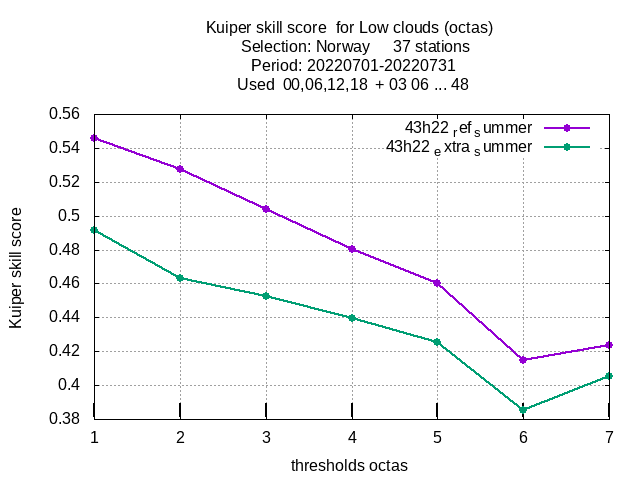 Kuiper skill score for Low clouds (octas)
Selection: Norway 37 stations
Period: 20220701-20220731
Used 00,06,12,18 + 03 06 ... 48
43h22 ref summer
43h22 extra summer
Kuiper skill score
0.56
0.54
0.52
0.5
0.48
0.46
0.44
0.42
0.4
0.38
1 2 3 4 5 6 7
thresholds octas